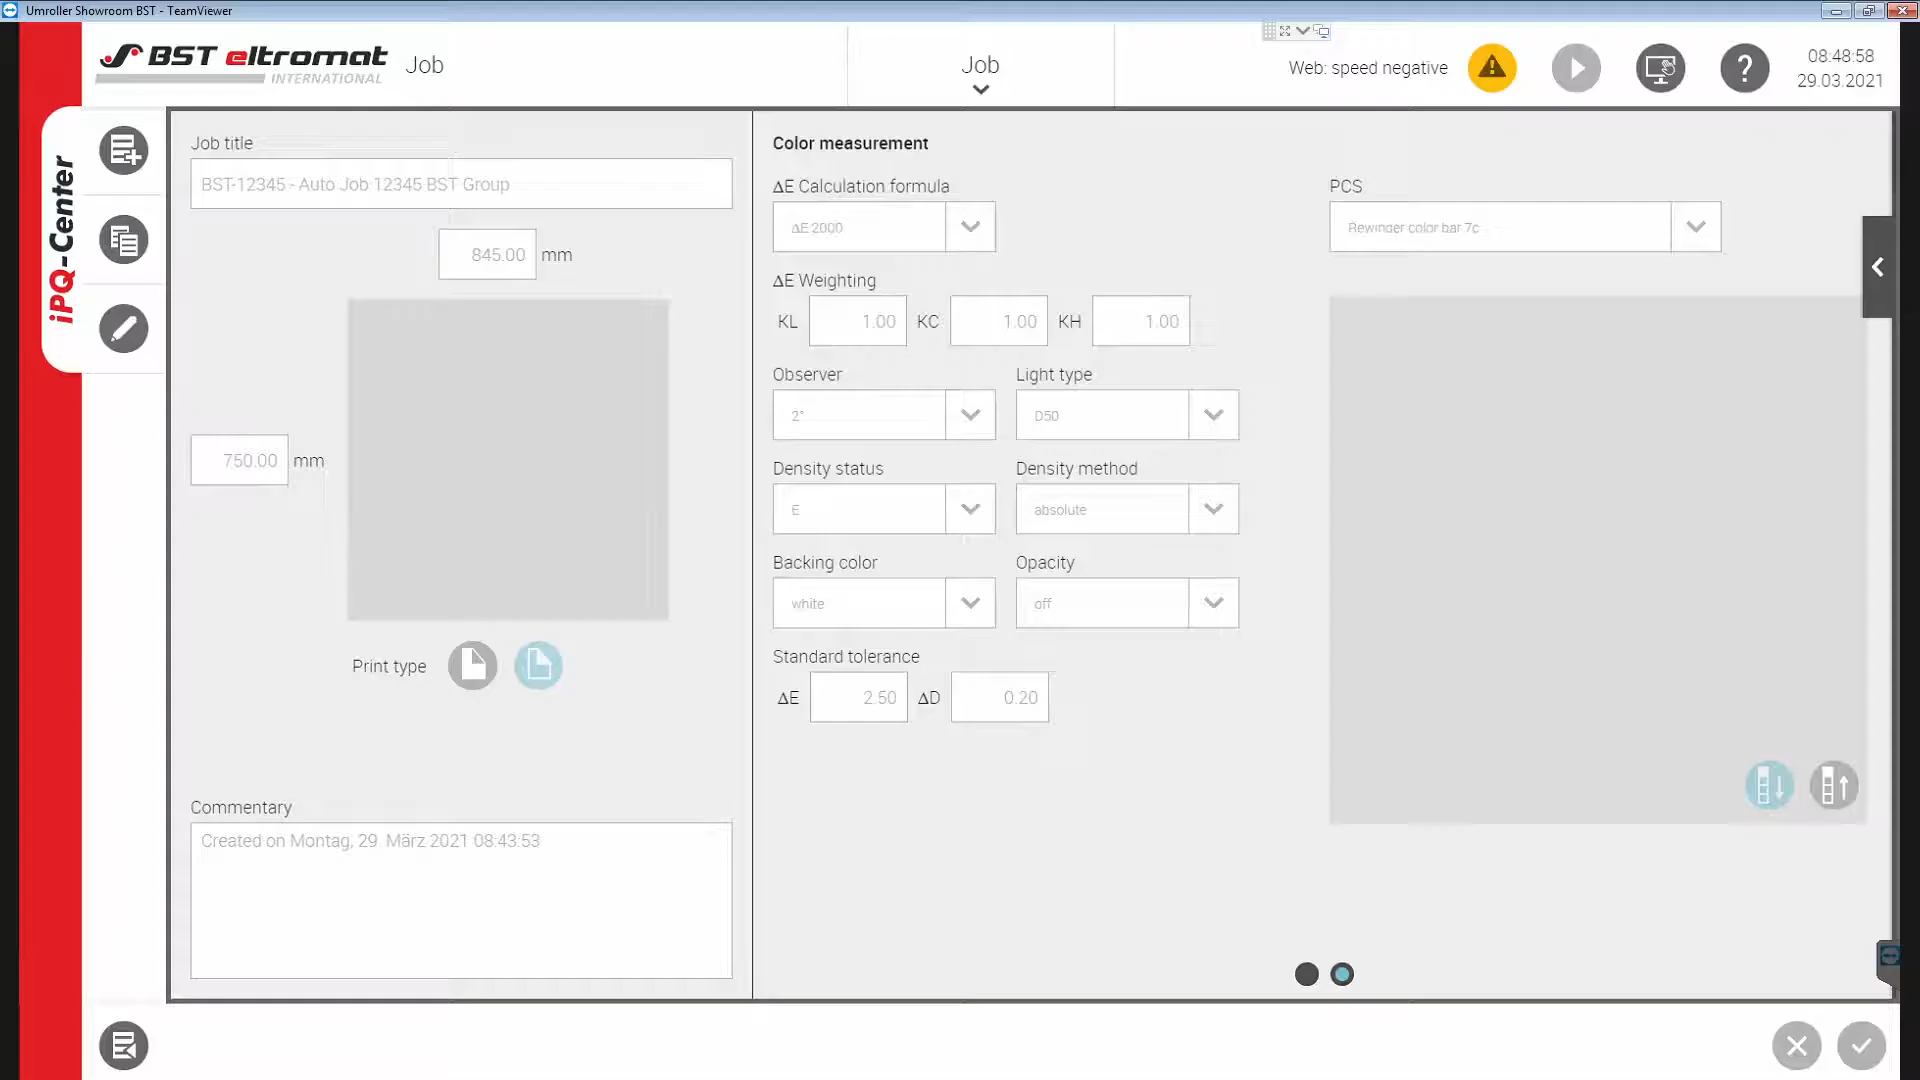 Umroller Showroom BST - TeamViewer
BST eltromat
INTERNATIONAL
Job
Job
Web: speed negative
?
08:48:58
29.03.2021
iPQ-Center
Job title
BST-12345 - Auto Job 12345 BST Group
845.00 mm
750.00 mm
Print type
Commentary
Created on Montag, 29. März 2021 08:43:53
Color measurement
ΔE Calculation formula
ΔE 2000
ΔE Weighting
KL 1.00 KC 1.00 KH 1.00
Observer Light type
2° D50
Density status Density method
E absolute
Backing color Opacity
white off
Standard tolerance
ΔE 2.50 ΔD 0.20
PCS
Rewinder color bar 7c